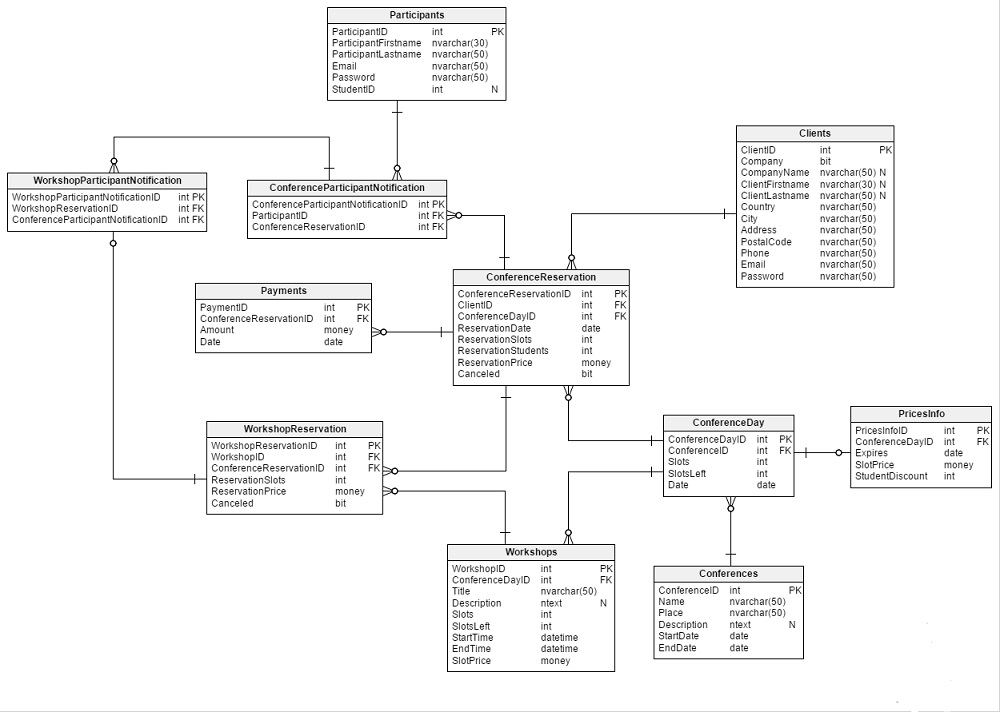 Participants
ParticipantID int PK
ParticipantFirstname nvarchar(30)
ParticipantLastname nvarchar(50)
Email nvarchar(50)
Password nvarchar(50)
StudentID int N
Clients
ClientID int PK
Company bit
CompanyName nvarchar(50) N
ClientFirstname nvarchar(30) N
ClientLastname nvarchar(50) N
Country nvarchar(50)
City nvarchar(50)
Address nvarchar(50)
PostalCode nvarchar(50)
Phone nvarchar(50)
Email nvarchar(50)
Password nvarchar(50)
WorkshopParticipantNotification
WorkshopParticipantNotificationID int PK
WorkshopReservationID int FK
ConferenceParticipantNotificationID int FK
ConferenceParticipantNotification
ConferenceParticipantNotificationID int PK
ParticipantID int FK
ConferenceReservationID int FK
ConferenceReservation
ConferenceReservationID int PK
ClientID int FK
ConferenceDayID int FK
ReservationDate date
ReservationSlots int
ReservationStudents int
ReservationPrice money
Canceled bit
Payments
PaymentID int PK
ConferenceReservationID int FK
Amount money
Date date
WorkshopReservation
WorkshopReservationID int PK
WorkshopID int FK
ConferenceReservationID int FK
ReservationSlots int
ReservationPrice money
Canceled bit
ConferenceDay
ConferenceDayID int PK
ConferenceID int FK
Slots int
SlotsLeft int
Date date
PricesInfo
PricesInfoID int PK
ConferenceDayID int FK
Expires date
SlotPrice money
StudentDiscount int
Workshops
WorkshopID int PK
ConferenceDayID int FK
Title nvarchar(50)
Description ntext N
Slots int
SlotsLeft int
StartTime datetime
EndTime datetime
SlotPrice money
Conferences
ConferenceID int PK
Name nvarchar(50)
Place nvarchar(50)
Description ntext N
StartDate date
EndDate date